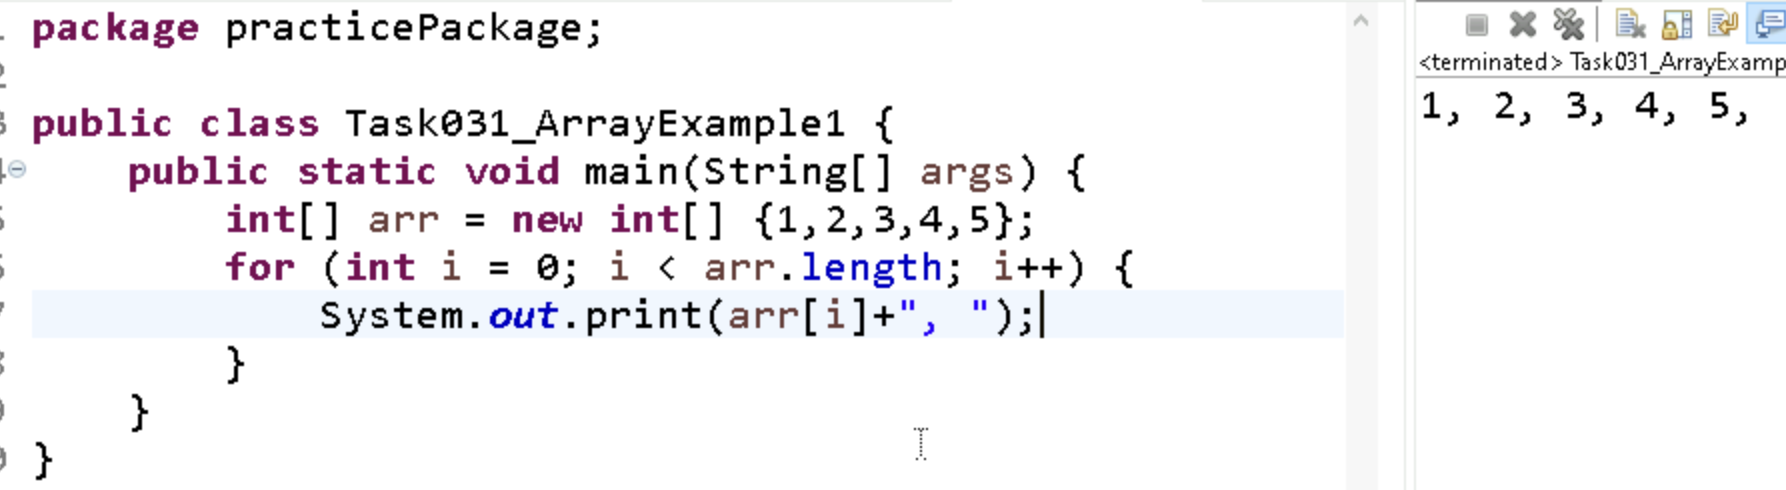 package practicePackage;
public class Task031_ArrayExample1 {
public static void main(String[] args) {
int[] arr = new int[] {1,2,3,4,5};
for (int i = 0; i < arr.length; i++) {
System.out.print(arr[i]+", ");
}
}
}
<terminated> Task031_ArrayExamp
1, 2, 3, 4, 5,